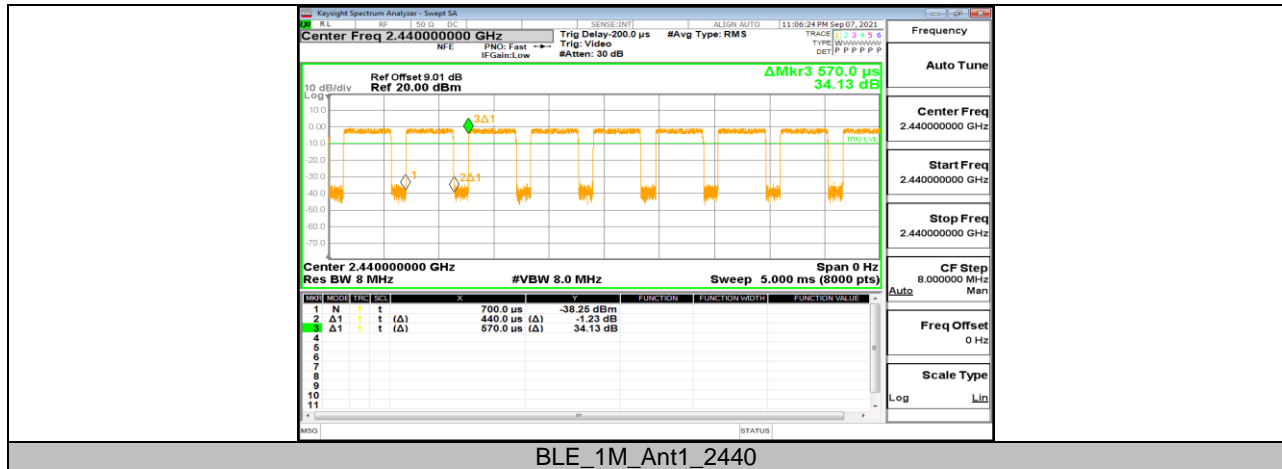 Keysight Spectrum Analyzer - Swept SA
RL RF 50 Ω DC SENSE:INT ALIGN AUTO 11:06:24 PM Sep 07, 2021
Center Freq 2.440000000 GHz
NFE PNO: Fast IFGain:Low
Trig Delay-200.0 µs #Avg Type: RMS
Trig: Video
#Atten: 30 dB
TRACE 1 2 3 4 5 6
TYPE WWWWWW
DET P P P P P P
Frequency
Auto Tune
Center Freq
2.440000000 GHz
Start Freq
2.440000000 GHz
Stop Freq
2.440000000 GHz
CF Step
8.000000 MHz
Auto Man
Freq Offset
0 Hz
Scale Type
Log Lin
Ref Offset 9.01 dB
10 dB/div Ref 20.00 dBm
Log
ΔMkr3 570.0 µs
34.13 dB
10.0
0.00
-10.0
-20.0
-30.0
-40.0
-50.0
-60.0
-70.0
3Δ1
TRIG LVL
1
2Δ1
Center 2.440000000 GHz Span 0 Hz
Res BW 8 MHz #VBW 8.0 MHz Sweep 5.000 ms (8000 pts)
MKR MODE TRC SCL X Y FUNCTION FUNCTION WIDTH FUNCTION VALUE
1 N 1 t 700.0 µs -38.25 dBm
2 Δ1 1 t (Δ) 440.0 µs (Δ) -1.23 dB
3 Δ1 1 t (Δ) 570.0 µs (Δ) 34.13 dB
4
5
6
7
8
9
10
11
MSG STATUS
BLE_1M_Ant1_2440